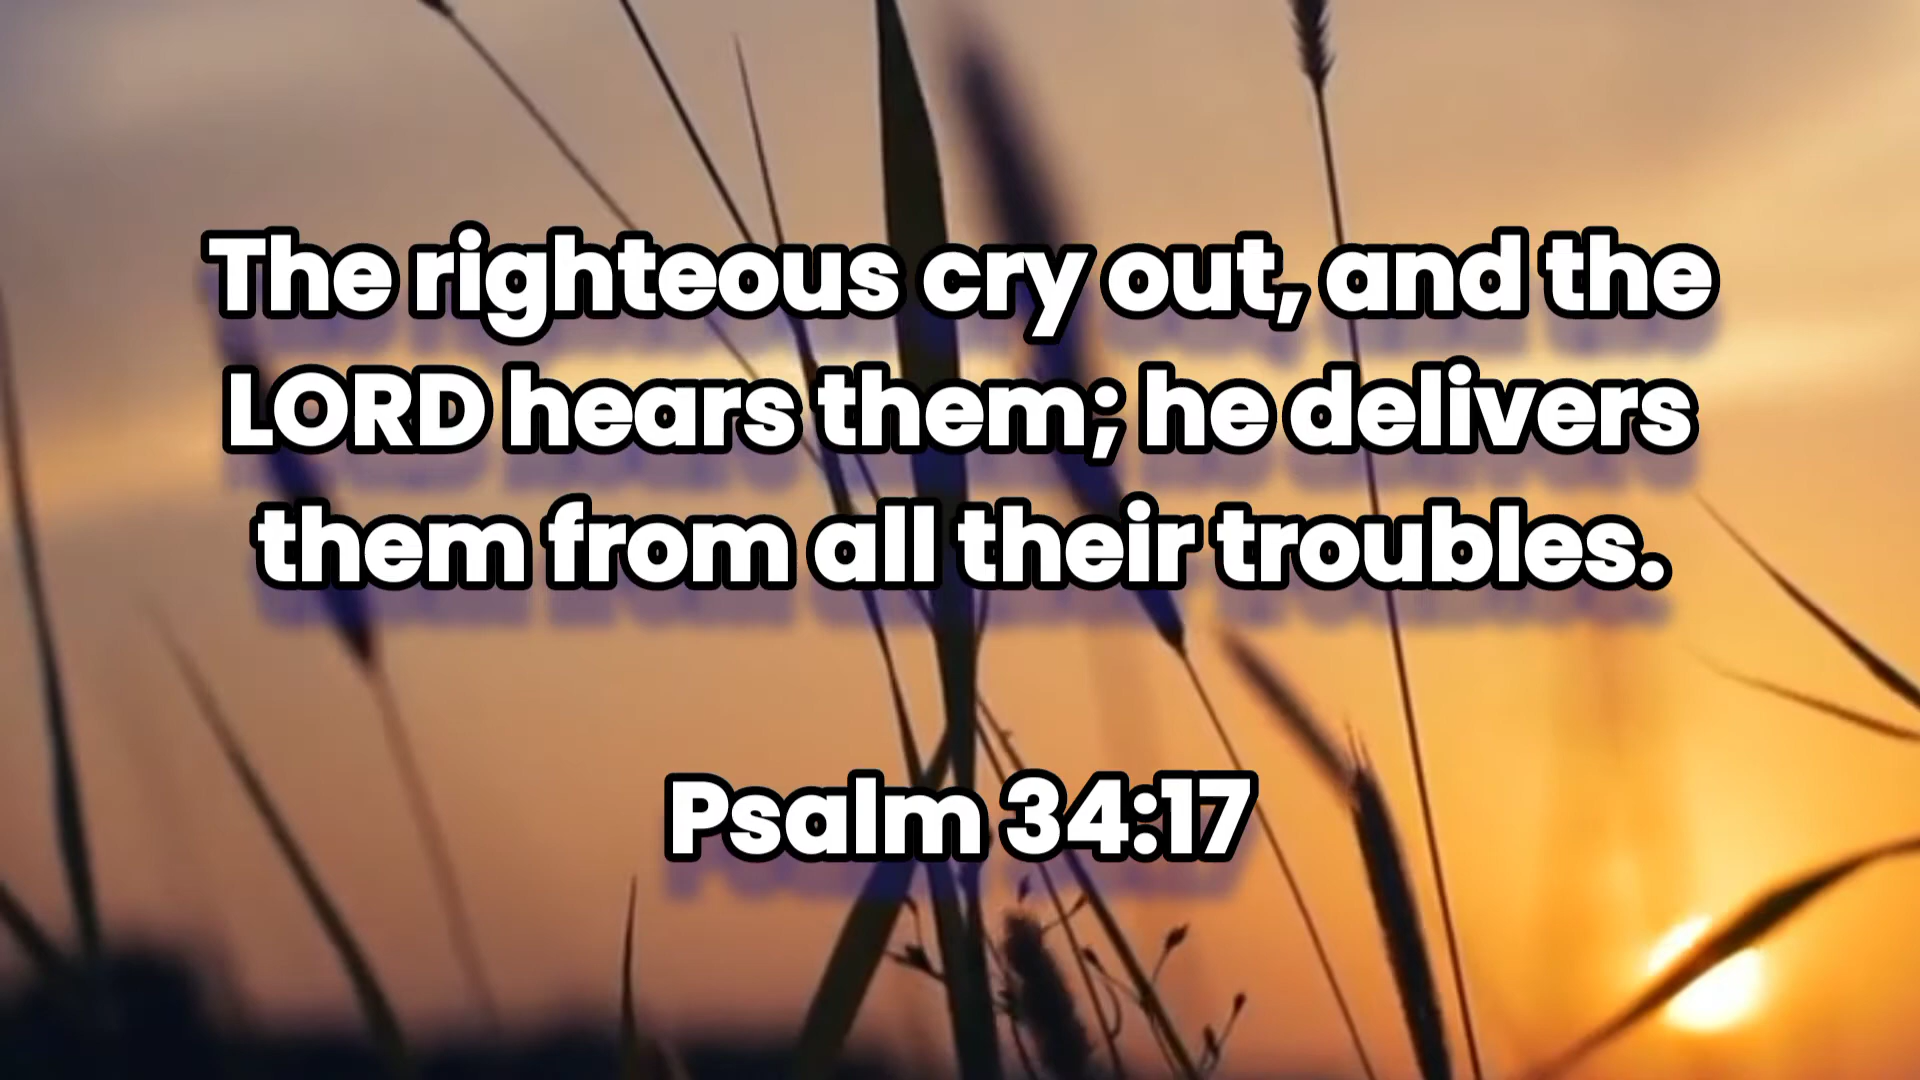 The righteous cry out, and the
LORD hears them; he delivers
them from all their troubles.
Psalm 34:17